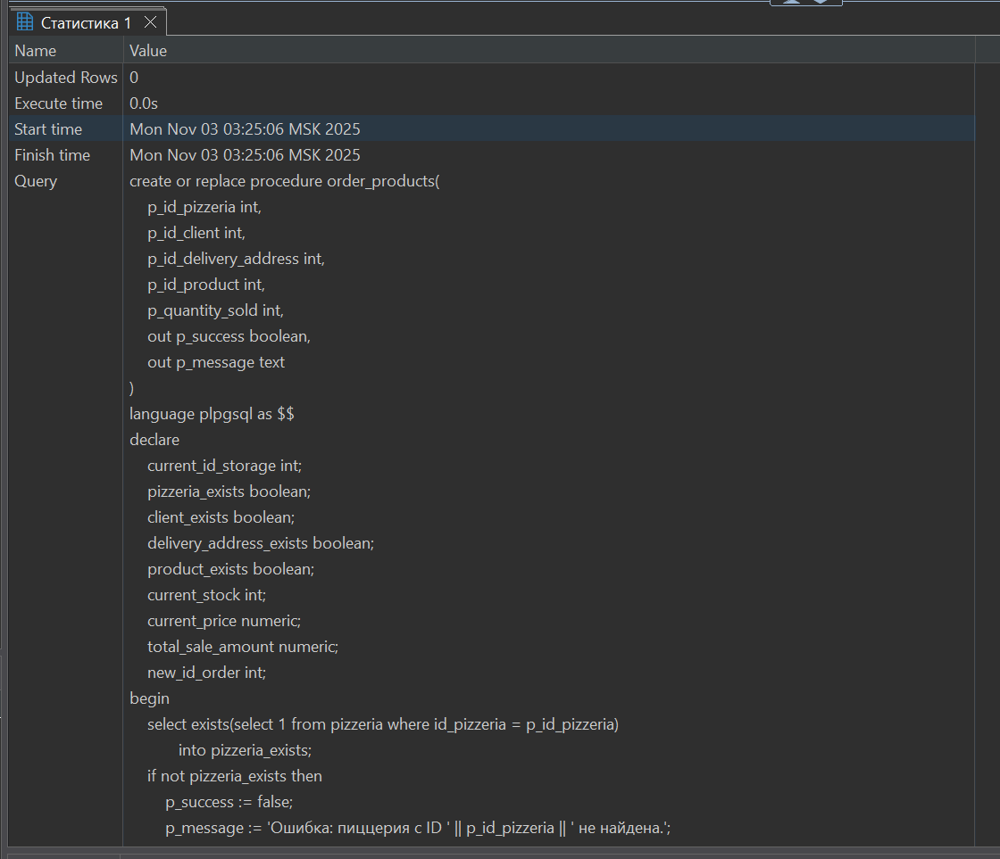 Статистика 1
Name Value
Updated Rows 0
Execute time 0.0s
Start time Mon Nov 03 03:25:06 MSK 2025
Finish time Mon Nov 03 03:25:06 MSK 2025
Query create or replace procedure order_products(
p_id_pizzeria int,
p_id_client int,
p_id_delivery_address int,
p_id_product int,
p_quantity_sold int,
out p_success boolean,
out p_message text
)
language plpgsql as $$
declare
current_id_storage int;
pizzeria_exists boolean;
client_exists boolean;
delivery_address_exists boolean;
product_exists boolean;
current_stock int;
current_price numeric;
total_sale_amount numeric;
new_id_order int;
begin
select exists(select 1 from pizzeria where id_pizzeria = p_id_pizzeria)
into pizzeria_exists;
if not pizzeria_exists then
p_success := false;
p_message := 'Ошибка: пиццерия с ID ' || p_id_pizzeria || ' не найдена.';